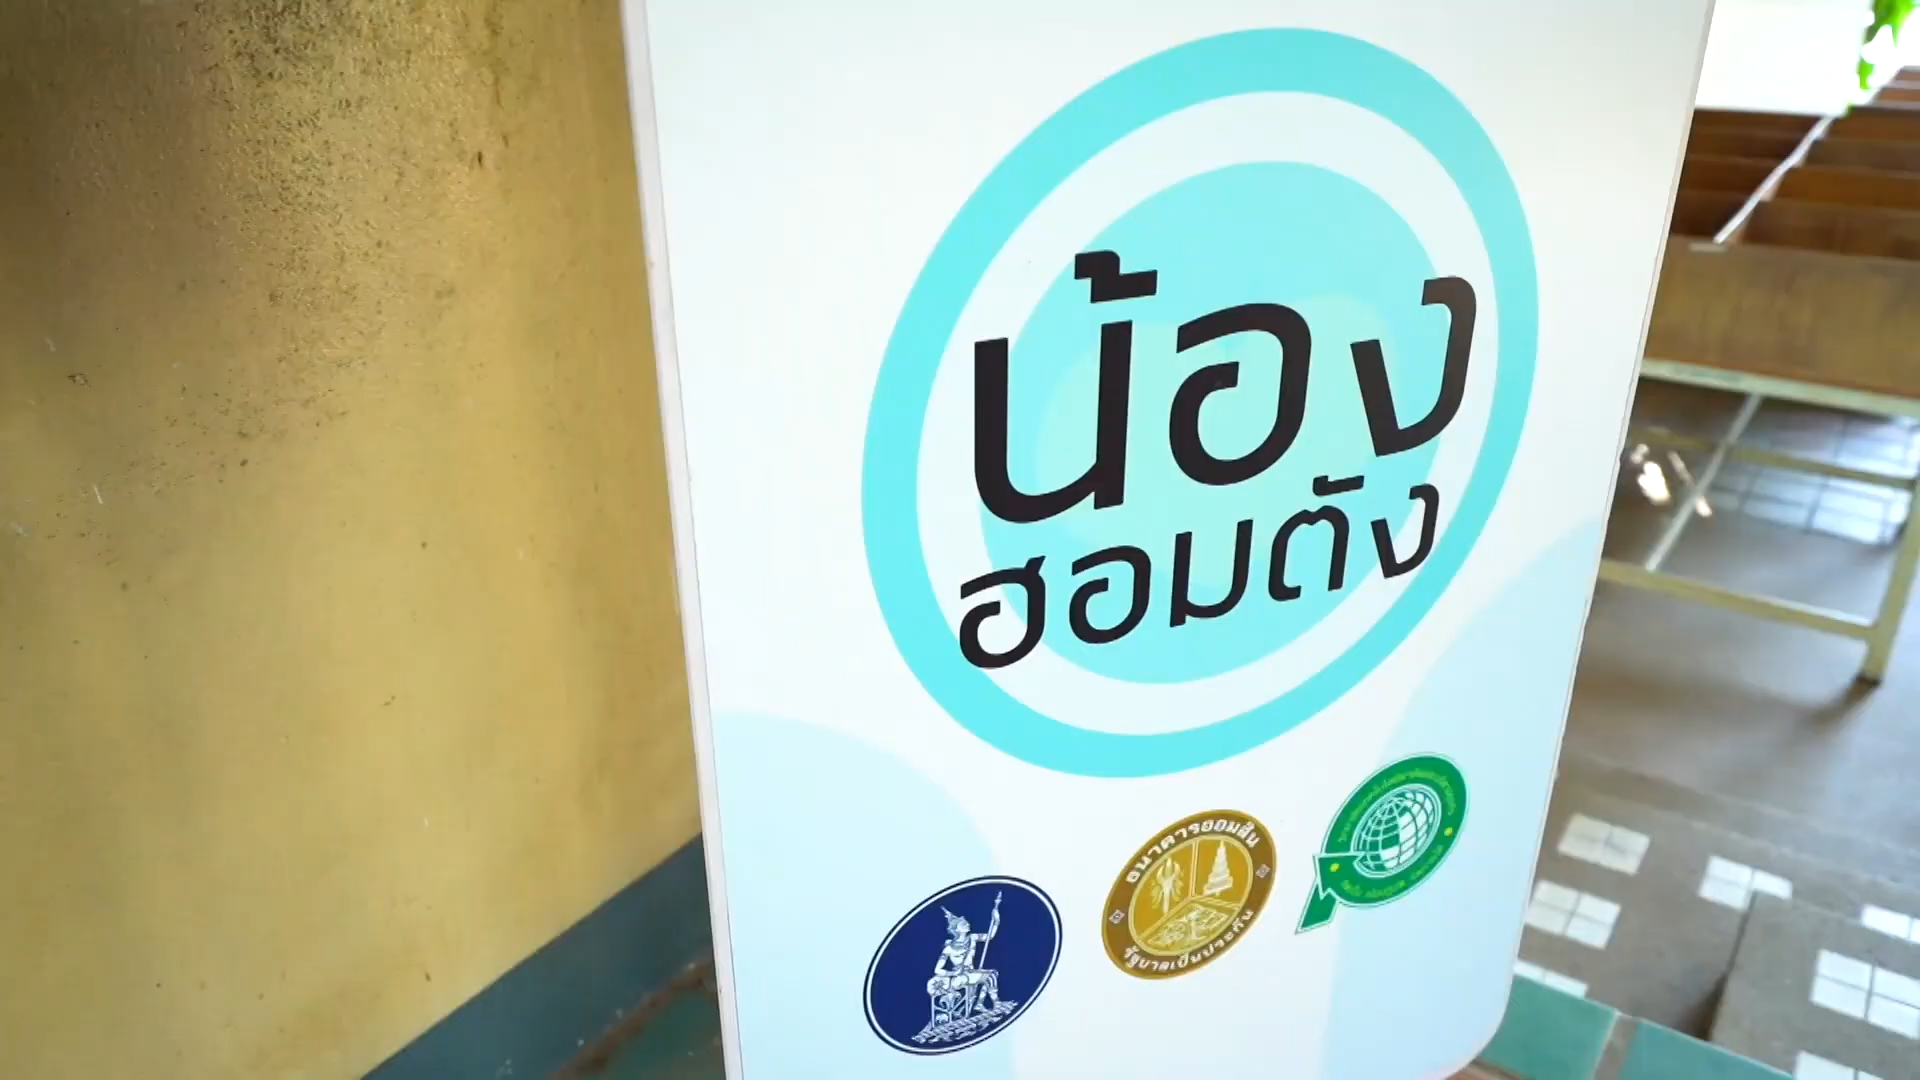 น้อง
ฮอมตัง
ธนาคารออมสิน
รัฐบาลเป็นประกัน